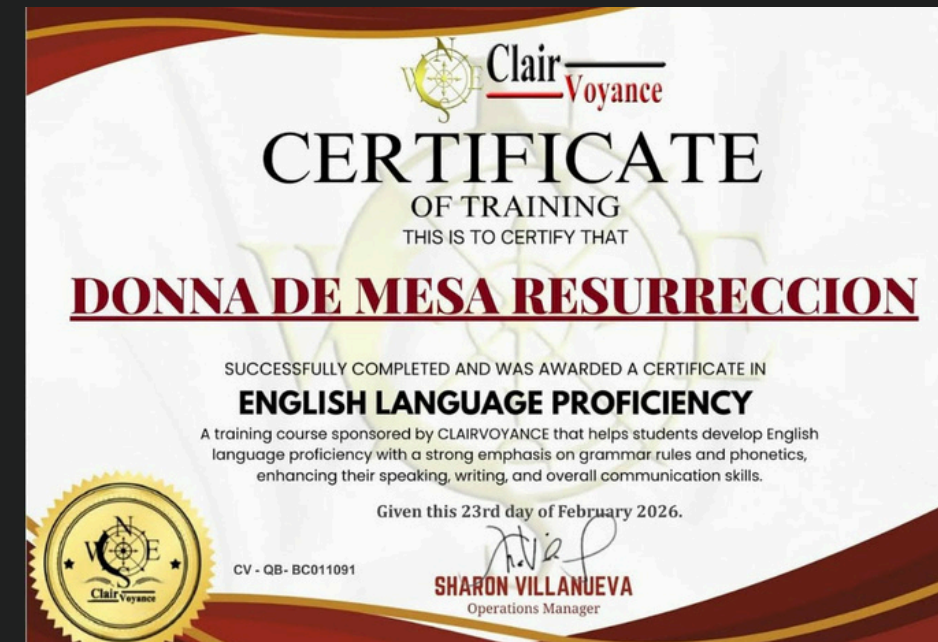 N
W E
S
Clair
Voyance
CERTIFICATE
OF TRAINING
THIS IS TO CERTIFY THAT
DONNA DE MESA RESURRECCION
SUCCESSFULLY COMPLETED AND WAS AWARDED A CERTIFICATE IN
ENGLISH LANGUAGE PROFICIENCY
A training course sponsored by CLAIRVOYANCE that helps students develop English
language proficiency with a strong emphasis on grammar rules and phonetics,
enhancing their speaking, writing, and overall communication skills.
Given this 23rd day of February 2026.
CV - QB- BC011091
SHARON VILLANUEVA
Operations Manager
N
W E
S
Clair Voyance